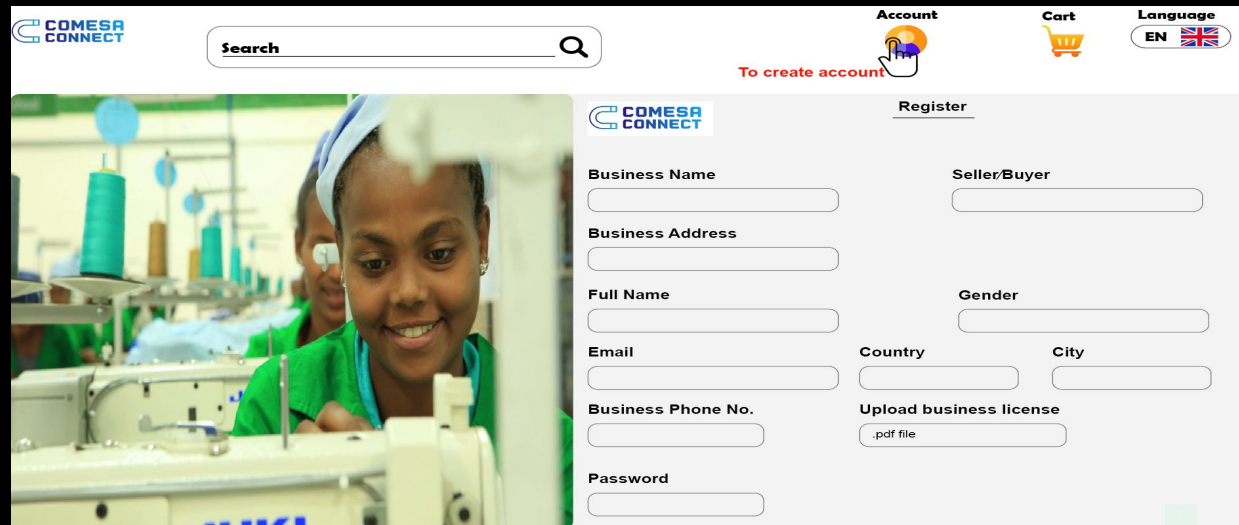 COMESA
CONNECT
Search
Account
Cart
Language
EN
To create account
COMESA
CONNECT
Register
Business Name
Seller/Buyer
Business Address
Full Name
Gender
Email
Country
City
Business Phone No.
Upload business license
.pdf file
Password